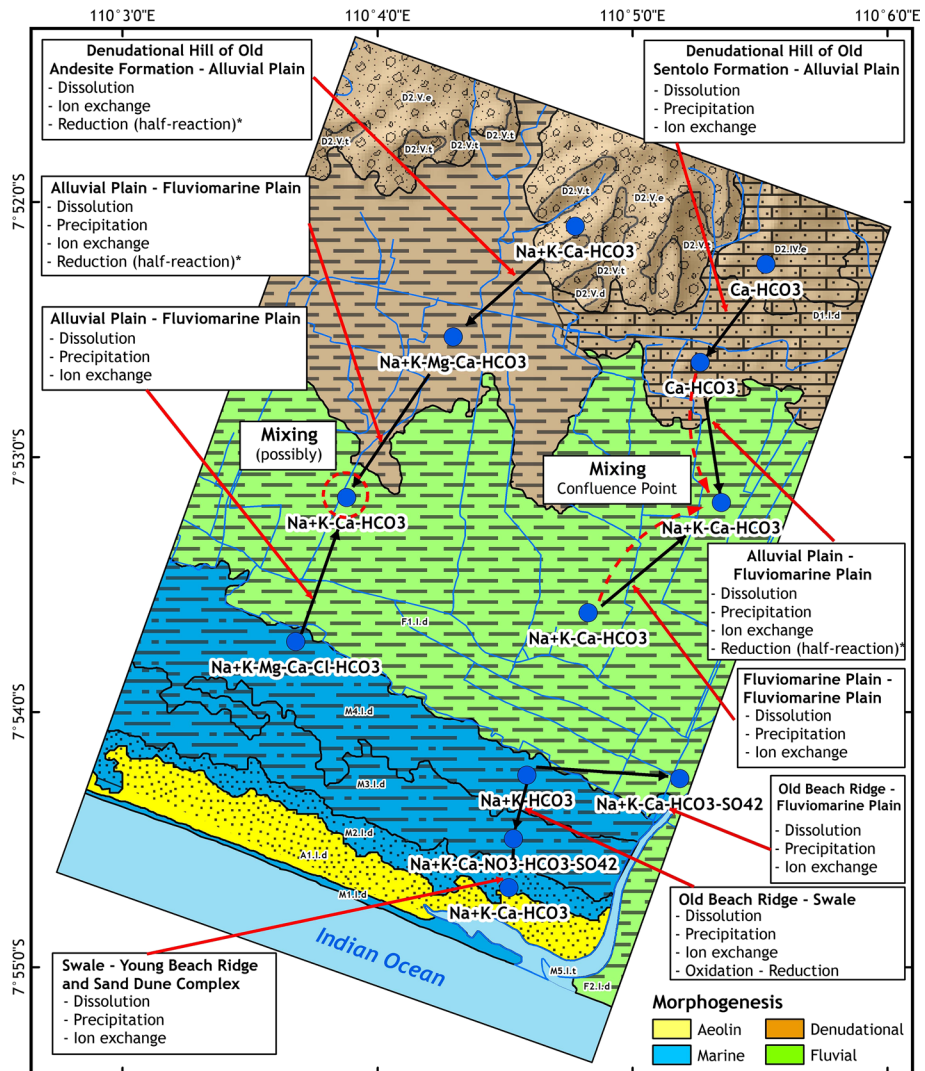 110°30'E
110°40'E
110°50'E
110°60'E
Denudational Hill of Old
Andesite Formation - Alluvial Plain
- Dissolution
- Ion exchange
- Reduction (half-reaction)*
Denudational Hill of Old
Sentolo Formation - Alluvial Plain
- Dissolution
- Precipitation
- Ion exchange
D2.V.e
D2.V.t
D2.V.t
D2.V.t
D2.V.t
7°52'0"S
Alluvial Plain - Fluviomarine Plain
- Dissolution
- Precipitation
- Ion exchange
- Reduction (half-reaction)*
D2.V.t
D2.V.e
D2.V.t
D2.IV.e
Na+K-Ca-HCO3
D2.V.t
D2.V.d
Ca-HCO3
D1.I.d
Alluvial Plain - Fluviomarine Plain
- Dissolution
- Precipitation
- Ion exchange
Na+K-Mg-Ca-HCO3
Ca-HCO3
7°53'0"S
Mixing
(possibly)
Mixing
Confluence Point
Na+K-Ca-HCO3
Na+K-Ca-HCO3
Alluvial Plain -
Fluviomarine Plain
- Dissolution
- Precipitation
- Ion exchange
- Reduction (half-reaction)*
F1.I.d
Na+K-Ca-HCO3
Na+K-Mg-Ca-Cl-HCO3
Fluviomarine Plain -
Fluviomarine Plain
- Dissolution
- Precipitation
- Ion exchange
7°54'0"S
M4.I.d
M3.I.d
Na+K-HCO3
Na+K-Ca-HCO3-SO42
Old Beach Ridge -
Fluviomarine Plain
- Dissolution
- Precipitation
- Ion exchange
M2.I.d
A1.I.d
Na+K-Ca-NO3-HCO3-SO42
M1.I.d
Na+K-Ca-HCO3
Old Beach Ridge - Swale
- Dissolution
- Precipitation
- Ion exchange
- Oxidation - Reduction
7°55'0"S
Indian Ocean
M5.I.t
F2.I.d
Swale - Young Beach Ridge
and Sand Dune Complex
- Dissolution
- Precipitation
- Ion exchange
Morphogenesis
Aeolin
Denudational
Marine
Fluvial